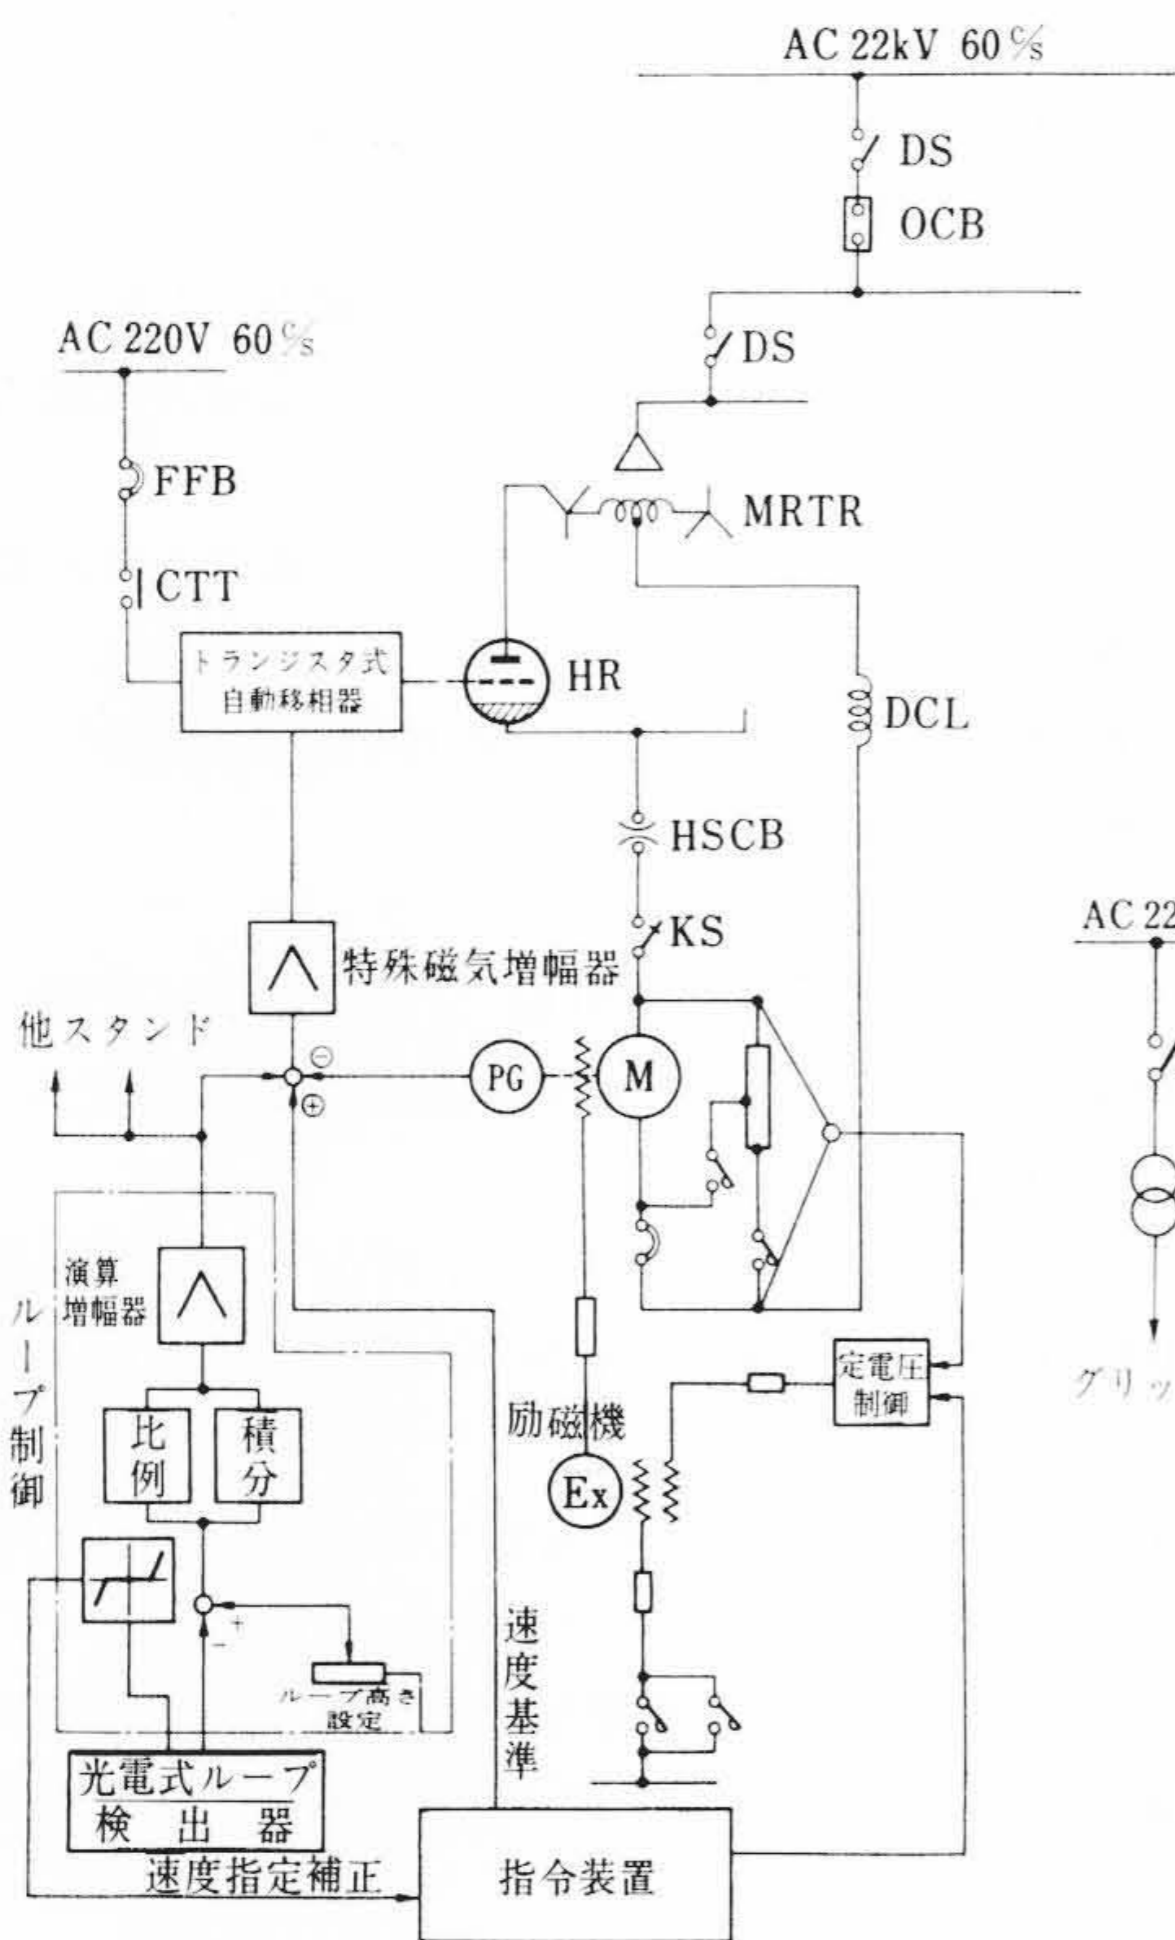 AC 22kV 60 c/s
DS
OCB
DS
AC 220V 60 c/s
FFB
CTT
MRTR
トランジスタ式
自動移相器
HR
DCL
HSCB
KS
AC 22
特殊磁気増幅器
他スタンド
⊖
⊕
PG
M
演算
増幅器
ループ制御
定電圧
制御
グリッ
比例
積分
励磁機
Ex
+
-
ループ高さ
設定
速度基準
光電式ループ
検出器
速度指定補正
指令装置